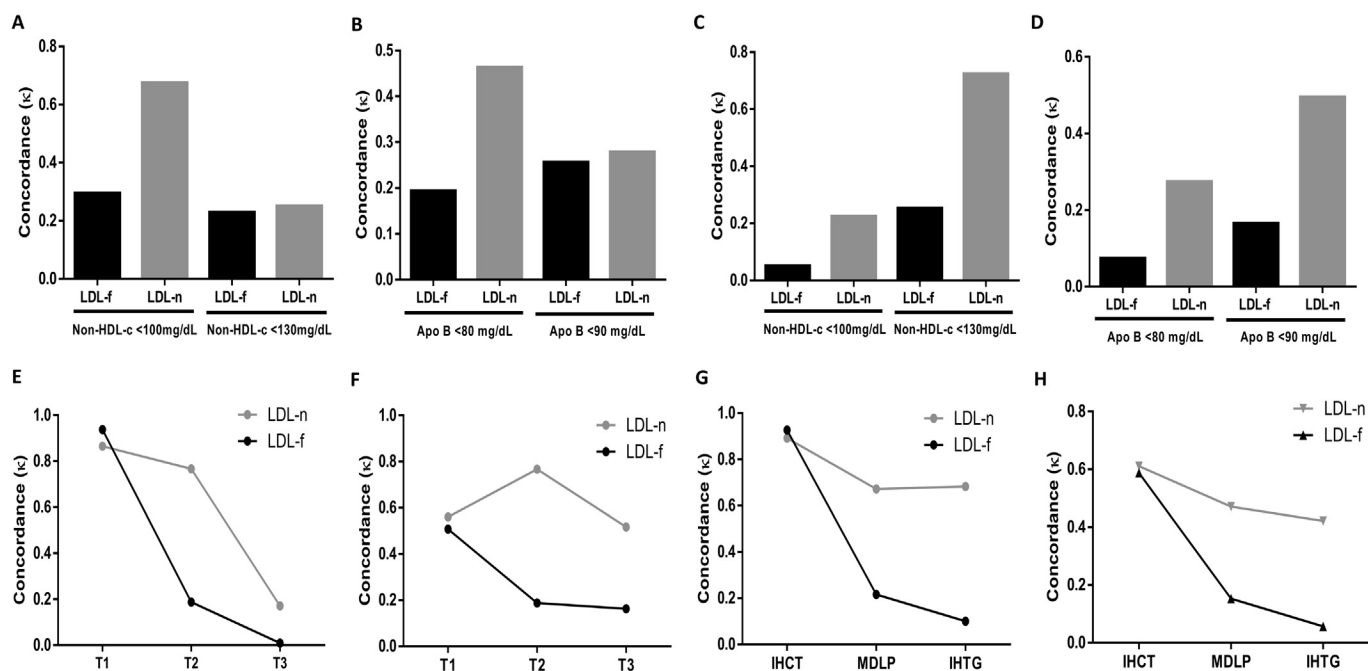 A
Concordance (κ)
0.8
0.6
0.4
0.2
0.0
LDL-f LDL-n LDL-f LDL-n
Non-HDL-c <100mg/dL Non-HDL-c <130mg/dL
B
Concordance (κ)
0.5
0.4
0.3
0.2
0.1
0.0
LDL-f LDL-n LDL-f LDL-n
Apo B <80 mg/dL Apo B <90 mg/dL
C
Concordance (κ)
0.8
0.6
0.4
0.2
0.0
LDL-f LDL-n LDL-f LDL-n
Non-HDL-c <100mg/dL Non-HDL-c <130mg/dL
D
Concordance (κ)
0.6
0.4
0.2
0.0
LDL-f LDL-n LDL-f LDL-n
Apo B <80 mg/dL Apo B <90 mg/dL
E
Concordance (κ)
1.0
0.8
0.6
0.4
0.2
0.0
LDL-n
LDL-f
T1 T2 T3
F
Concordance (κ)
1.0
0.8
0.6
0.4
0.2
0.0
LDL-n
LDL-f
T1 T2 T3
G
Concordance (κ)
1.0
0.8
0.6
0.4
0.2
0.0
LDL-n
LDL-f
IHCT MDLP IHTG
H
Concordance (κ)
0.8
0.6
0.4
0.2
0.0
LDL-n
LDL-f
IHCT MDLP IHTG